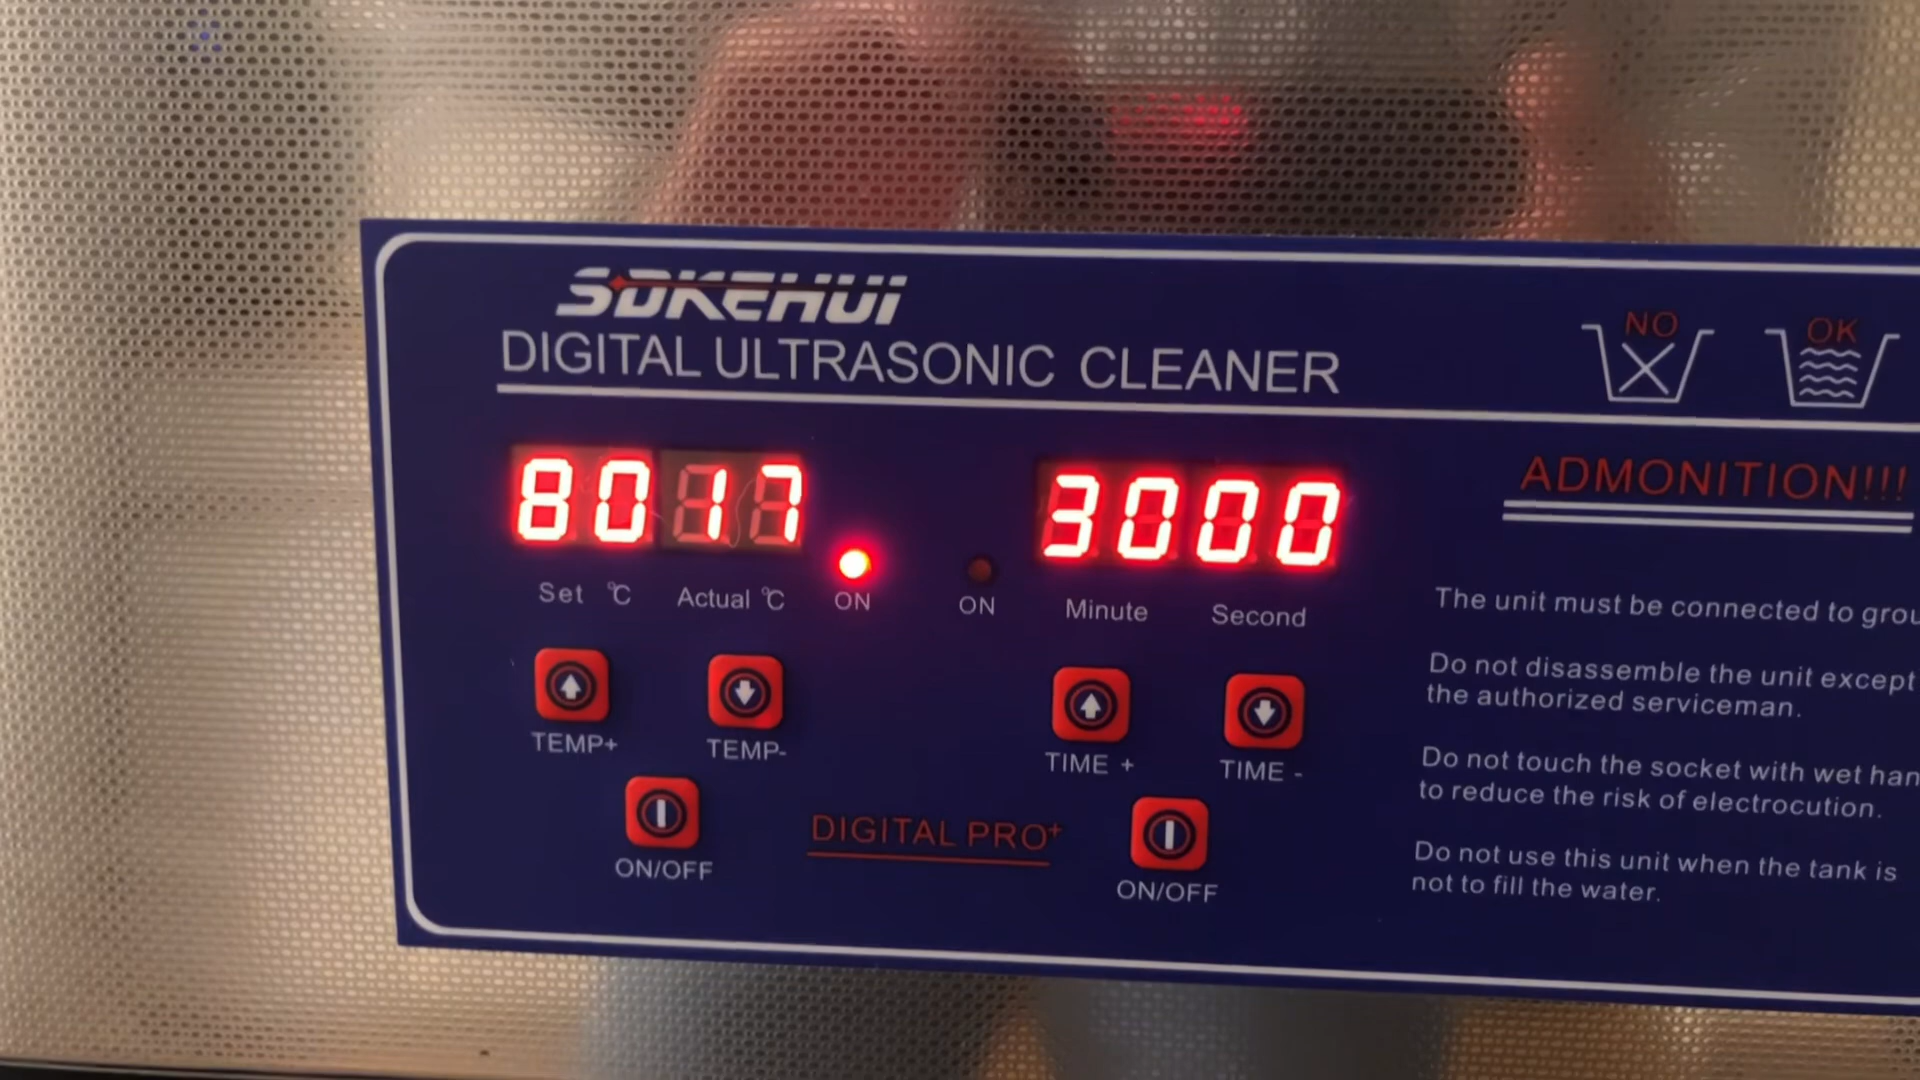 SDKEHUI
DIGITAL ULTRASONIC CLEANER
NO
OK
8017
3000
ADMONITION!!!
Set °C
Actual °C
ON
ON
Minute
Second
TEMP+
TEMP-
TIME +
TIME -
ON/OFF
DIGITAL PRO+
ON/OFF
The unit must be connected to
Do not disassemble the unit except
the authorized serviceman.
Do not touch the socket with wet
to reduce the risk of electrocution.
Do not use this unit when the tank is
not to fill the water.